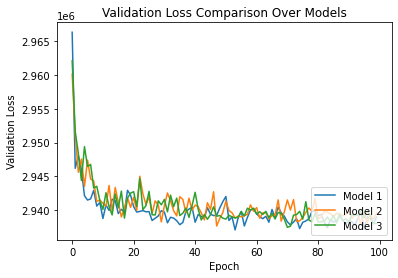 Validation Loss Comparison Over Models
1e6
2.965
2.960
2.955
2.950
2.945
2.940
Validation Loss
Model 1
Model 2
Model 3
0 20 40 60 80 100
Epoch